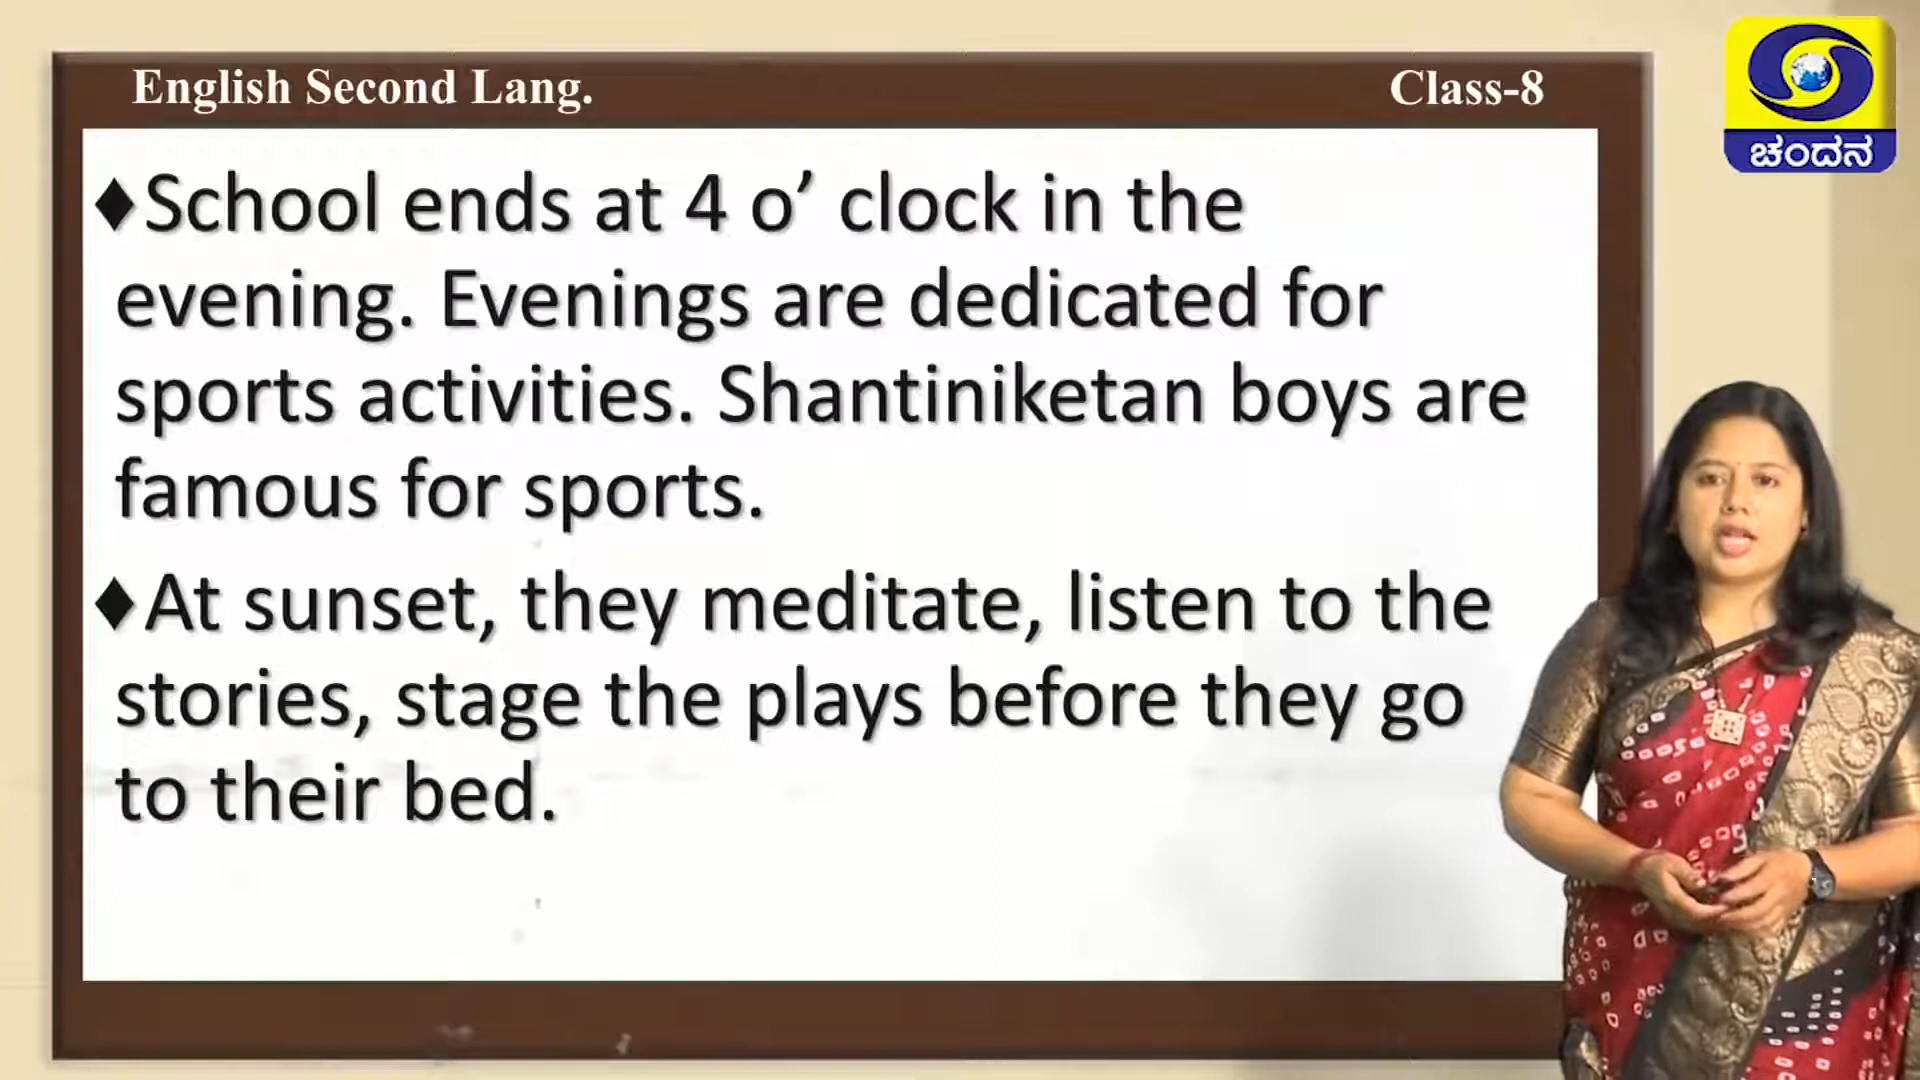 English Second Lang.
Class-8
ಚಂದನ
♦School ends at 4 o’ clock in the
evening. Evenings are dedicated for
sports activities. Shantiniketan boys are
famous for sports.
♦At sunset, they meditate, listen to the
stories, stage the plays before they go
to their bed.